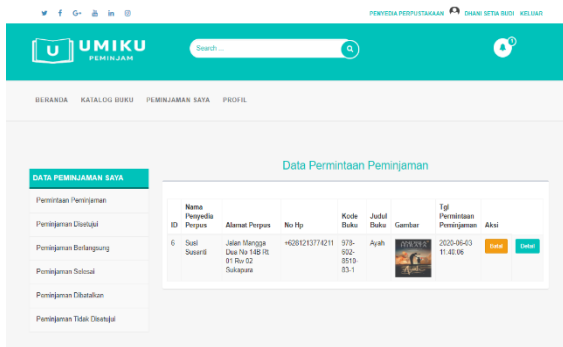 PENYEDIA PERPUSTAKAAN DHANI SETIA BUDI KELUAR
U UMIKU
PEMINJAM
Search ...
BERANDA KATALOG BUKU PEMINJAMAN SAYA PROFIL
Data Permintaan Peminjaman
DATA PEMINJAMAN SAYA
Permintaan Peminjaman
Peminjaman Disetujui
Peminjaman Berlangsung
Peminjaman Selesai
Peminjaman Dibatalkan
Peminjaman Tidak Disetujui
ID Nama Penyedia Perpus Alamat Perpus No Hp Kode Buku Judul Buku Gambar Tgl Permintaan Peminjaman Aksi
6 Susi Susanti Jalan Mangga Dua No 14B Rt 01 Rw 02 Sukapura +6281213774211 978-602-8519-83-1 Ayah 2020-06-03 11:40:06 Batal Detail